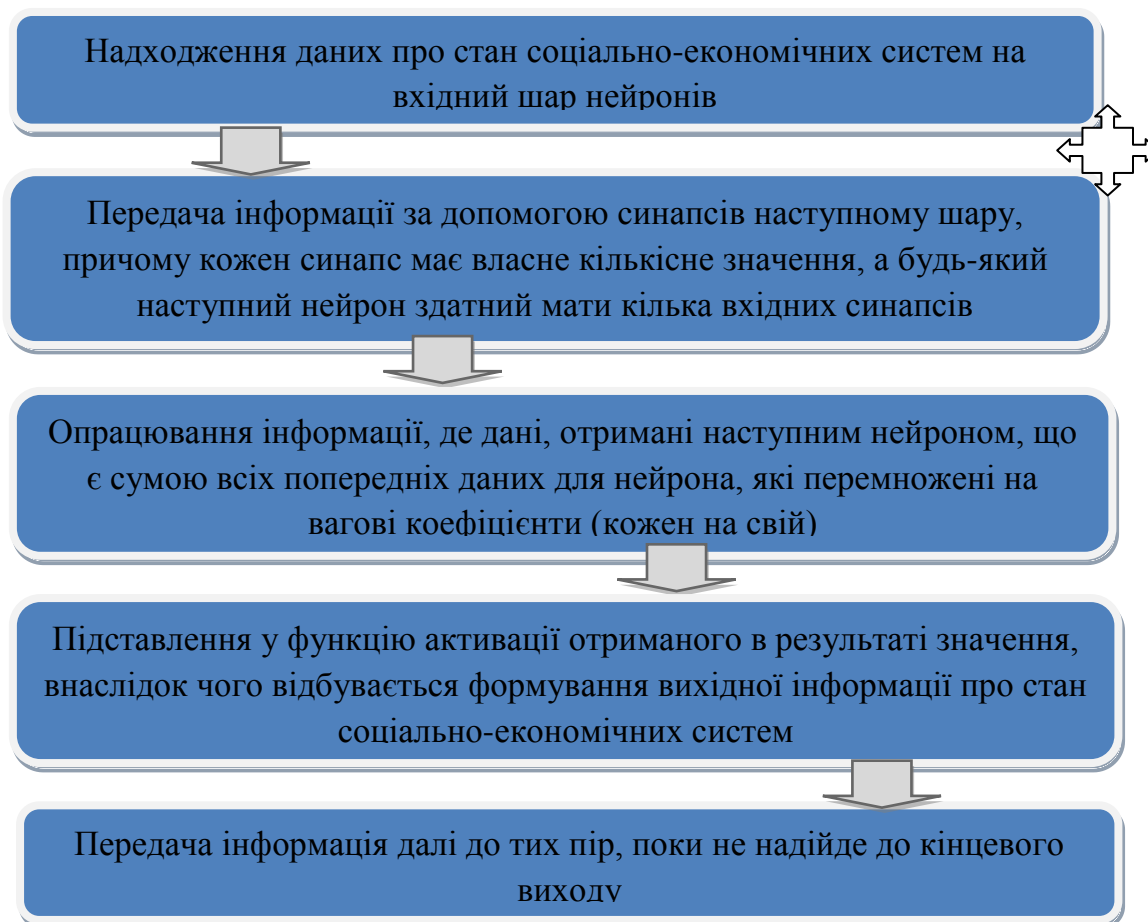 Надходження даних про стан соціально-економічних систем на
вхідний шар нейронів
Передача інформації за допомогою синапсів наступному шару,
причому кожен синапс має власне кількісне значення, а будь-який
наступний нейрон здатний мати кілька вхідних синапсів
Опрацювання інформації, де дані, отримані наступним нейроном, що
є сумою всіх попередніх даних для нейрона, які перемножені на
вагові коефіцієнти (кожен на свій)
Підставлення у функцію активації отриманого в результаті значення,
внаслідок чого відбувається формування вихідної інформації про стан
соціально-економічних систем
Передача інформація далі до тих пір, поки не надійде до кінцевого
виходу